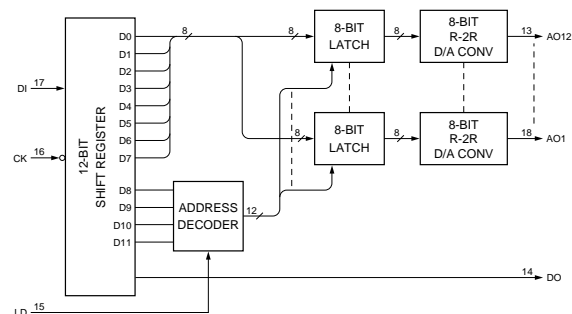 D0
D1
D2
D3
D4
D5
D6
D7
D8
D9
D10
D11
DI 17
CK 16
LD 15
12-BIT
SHIFT REGISTER
ADDRESS
DECODER
8
8
8
12
8-BIT
LATCH
8
8-BIT
R-2R
D/A CONV
13 AO12
8-BIT
LATCH
8
8-BIT
R-2R
D/A CONV
18 AO1
14 DO